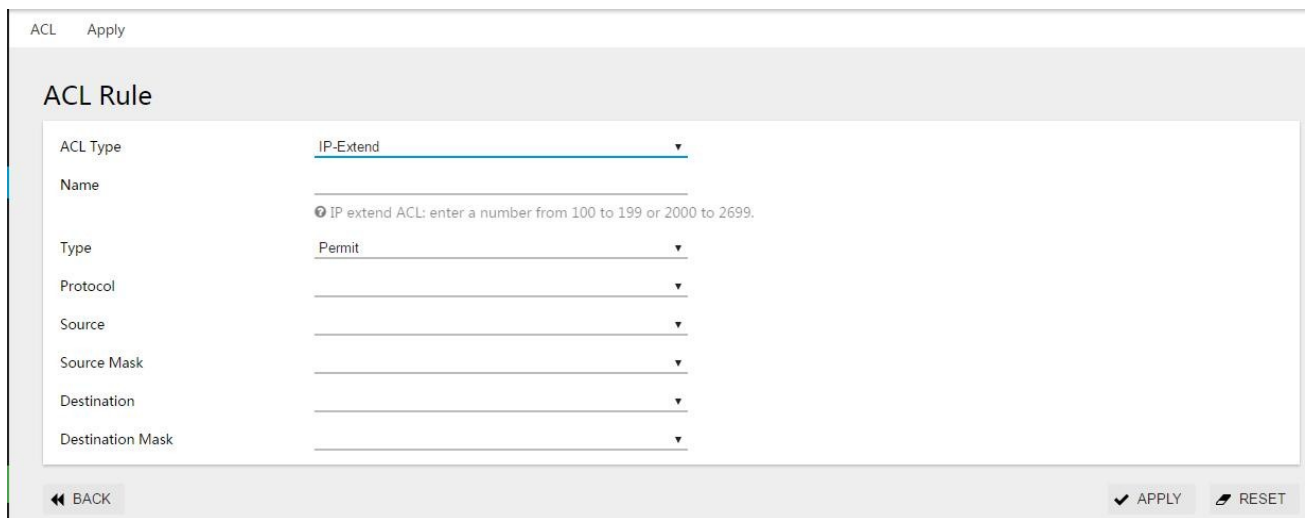 ACL Apply
ACL Rule
ACL Type IP-Extend
Name
IP extend ACL: enter a number from 100 to 199 or 2000 to 2699.
Type Permit
Protocol
Source
Source Mask
Destination
Destination Mask
BACK APPLY RESET